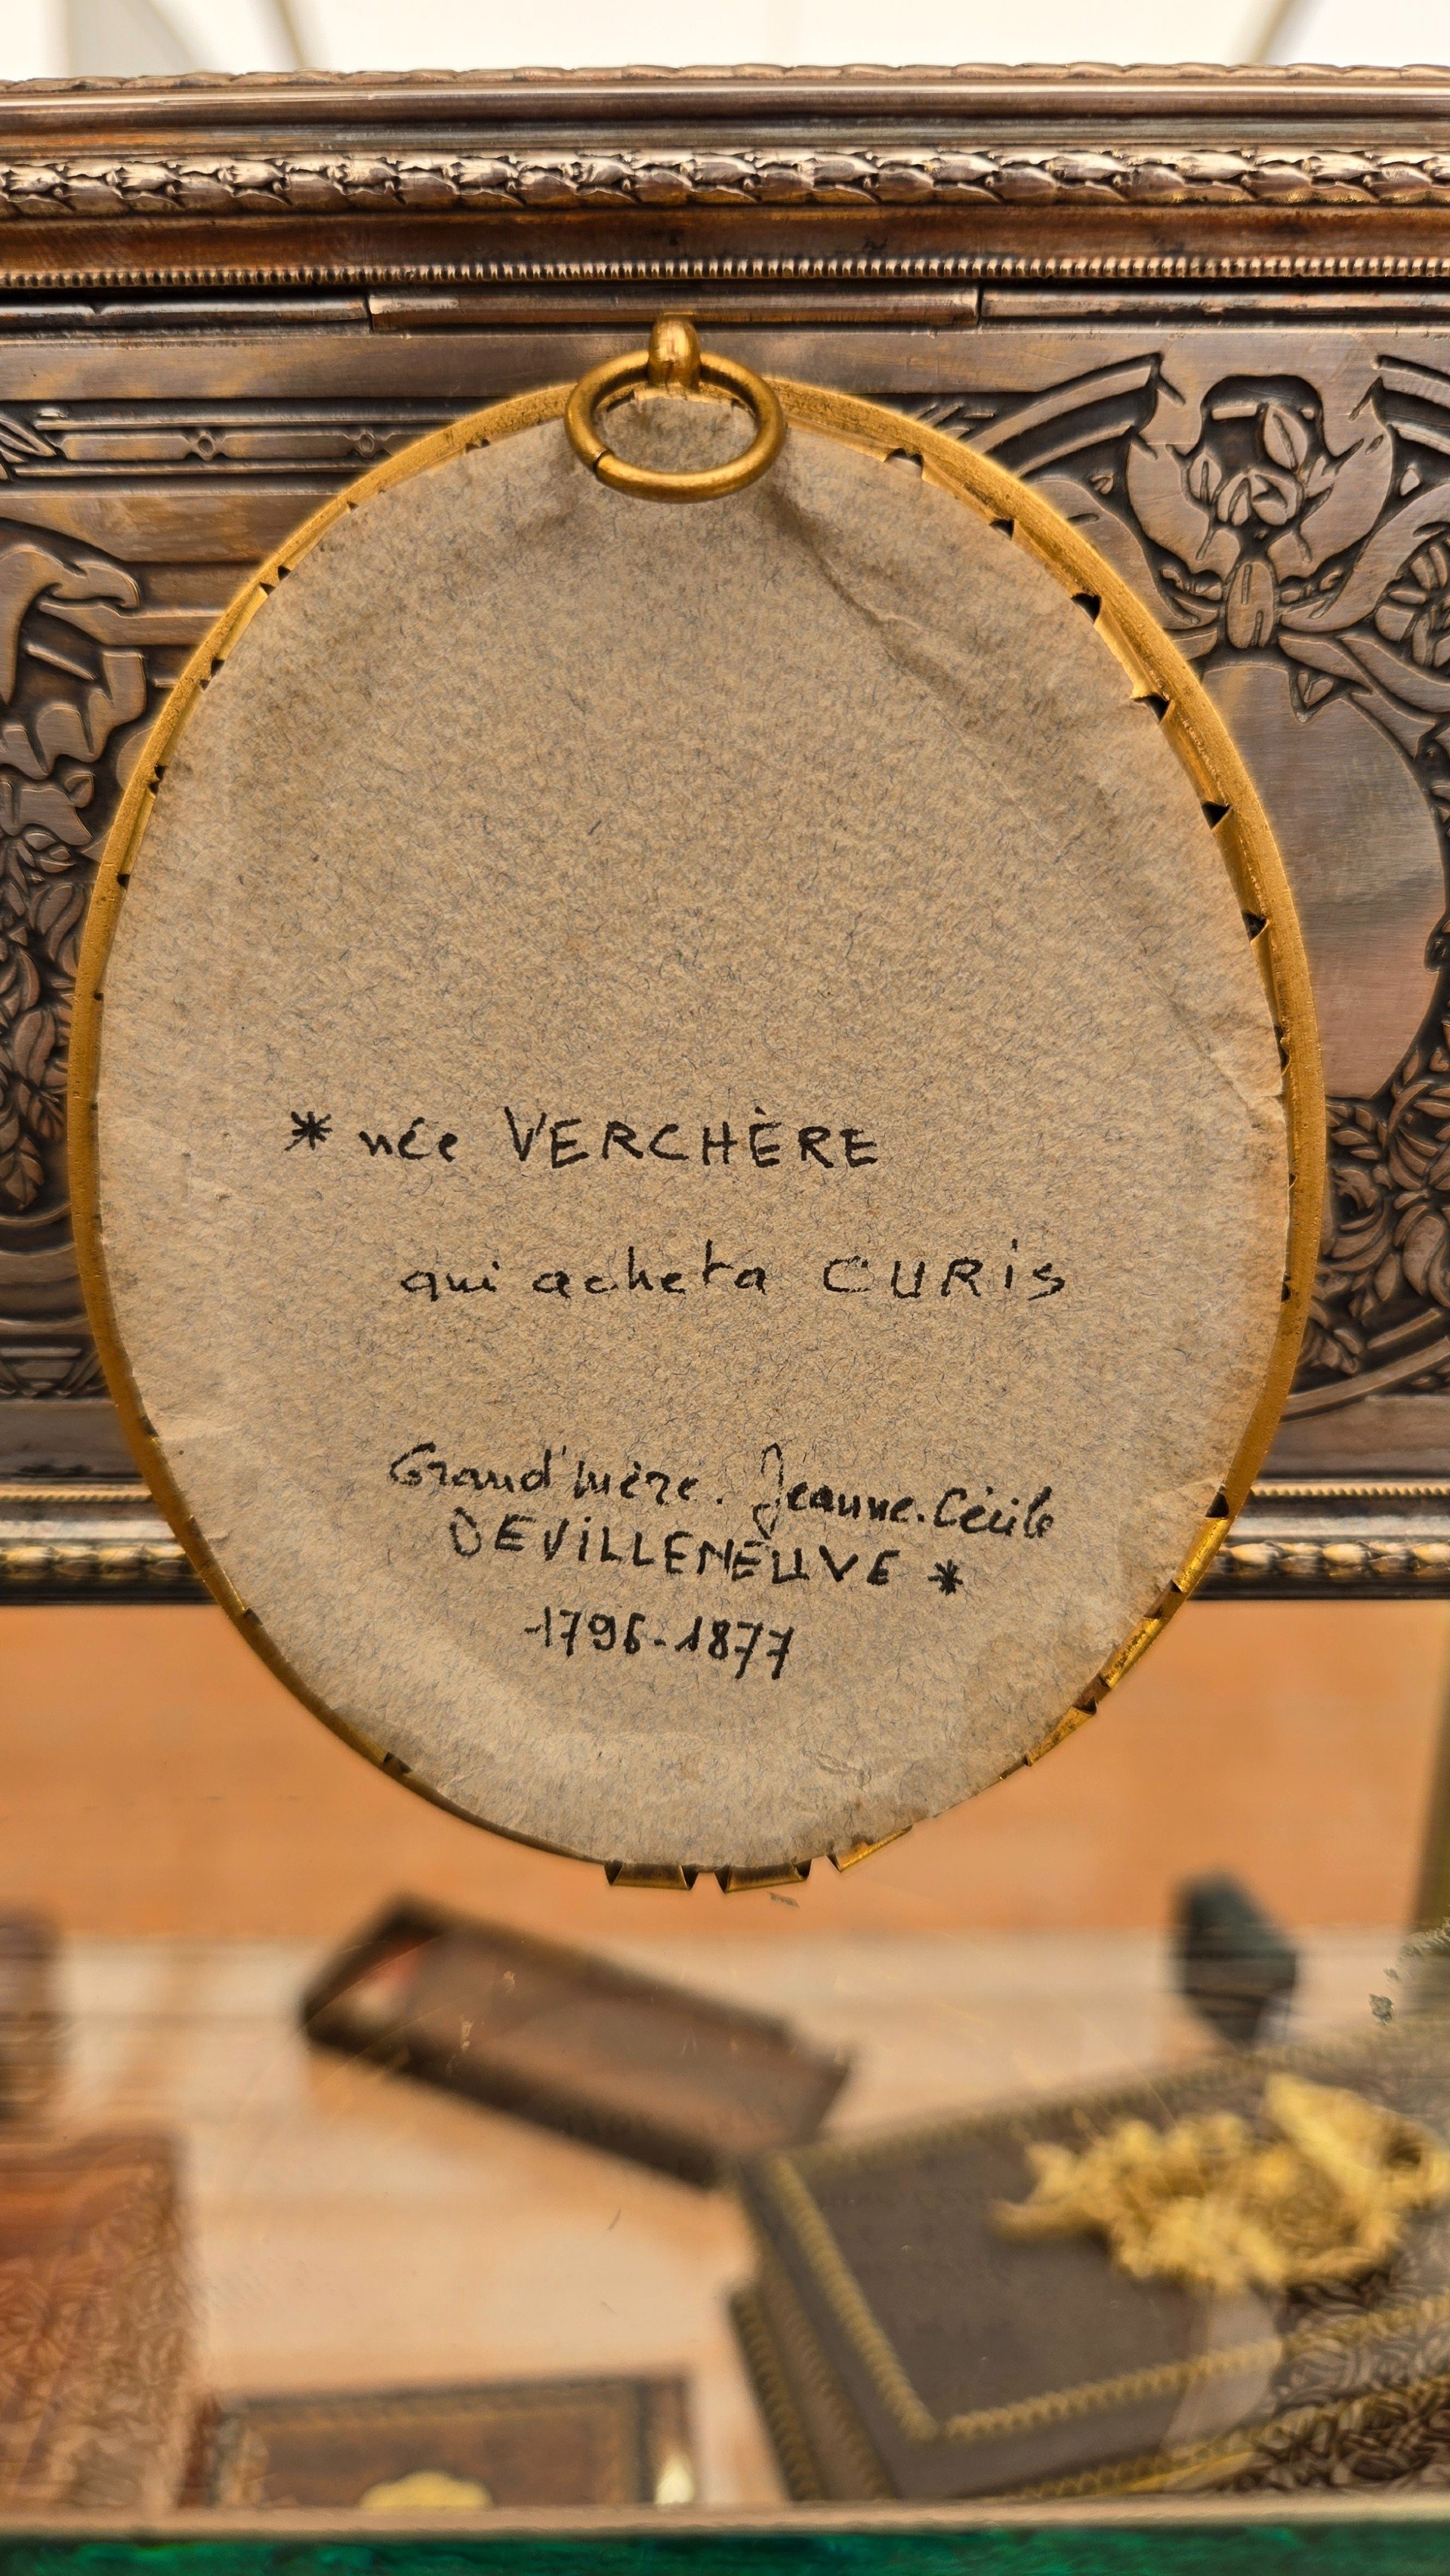 * née VERCHÈRE
qui acheta CURIS
Grand'mère. Jeanne.Cécile
DEVILLENEUVE *
1796-1877